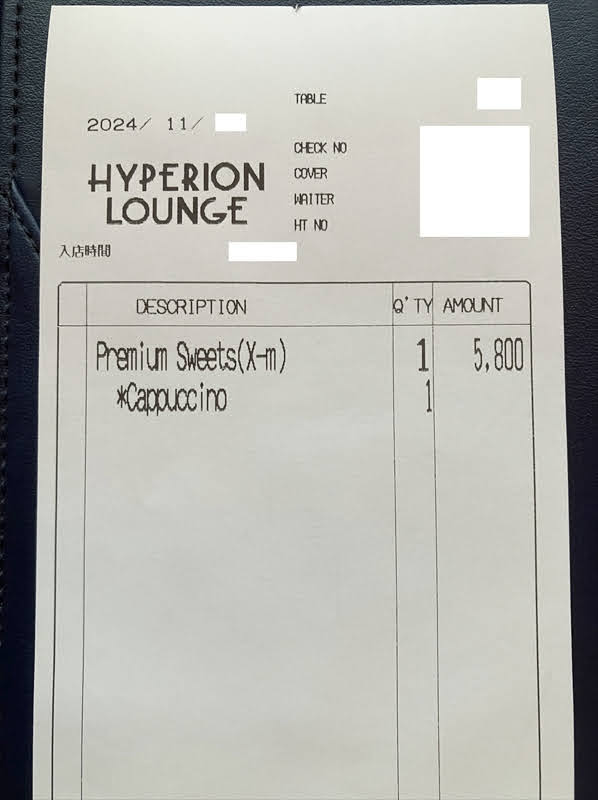 TABLE
2024/ 11/
CHECK NO
COVER
WAITER
HT NO
HYPERION
LOUNGE
入店時間
DESCRIPTION Q'TY AMOUNT
Premium Sweets(X-m) 1 5,800
*Cappuccino 1